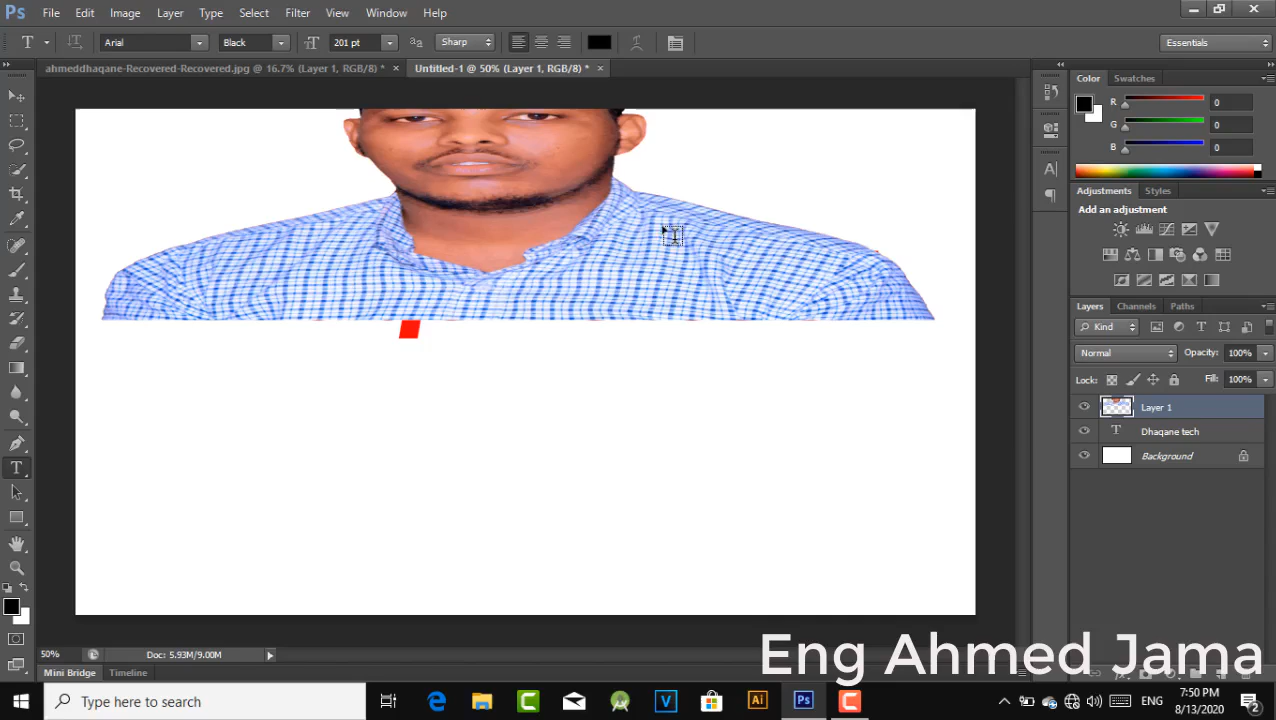 Ps File Edit Image Layer Type Select Filter View Window Help
T Arial Black 201 pt Sharp Essentials
ahmeddhaqane-Recovered-Recovered.jpg @ 16.7% (Layer 1, RGB/8) * × Untitled-1 @ 50% (Layer 1, RGB/8) * ×
Color Swatches
R 0
G 0
B 0
Adjustments Styles
Add an adjustment
Layers Channels Paths
Kind
Normal Opacity: 100%
Lock: Fill: 100%
Layer 1
T Dhaqane tech
Background
50% Doc: 5.93M/9.00M
Mini Bridge Timeline
Eng Ahmed Jama
Type here to search
ENG
7:50 PM
8/13/2020
2